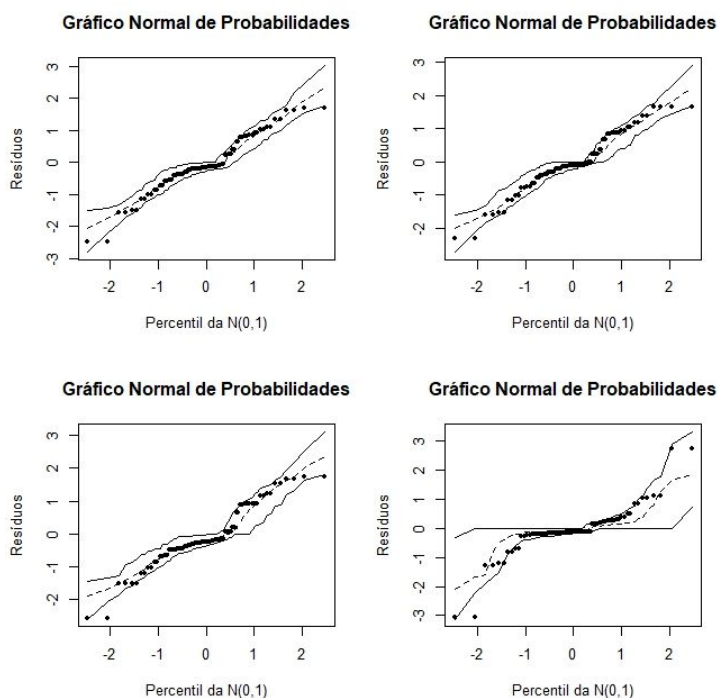 Gráfico Normal de Probabilidades
Resíduos
3
2
1
0
-1
-2
-3
-2 -1 0 1 2
Percentil da N(0,1)
Gráfico Normal de Probabilidades
Resíduos
3
2
1
0
-1
-2
-2 -1 0 1 2
Percentil da N(0,1)
Gráfico Normal de Probabilidades
Resíduos
3
2
1
0
-1
-2
-2 -1 0 1 2
Percentil da N(0,1)
Gráfico Normal de Probabilidades
Resíduos
3
2
1
0
-1
-2
-3
-2 -1 0 1 2
Percentil da N(0,1)